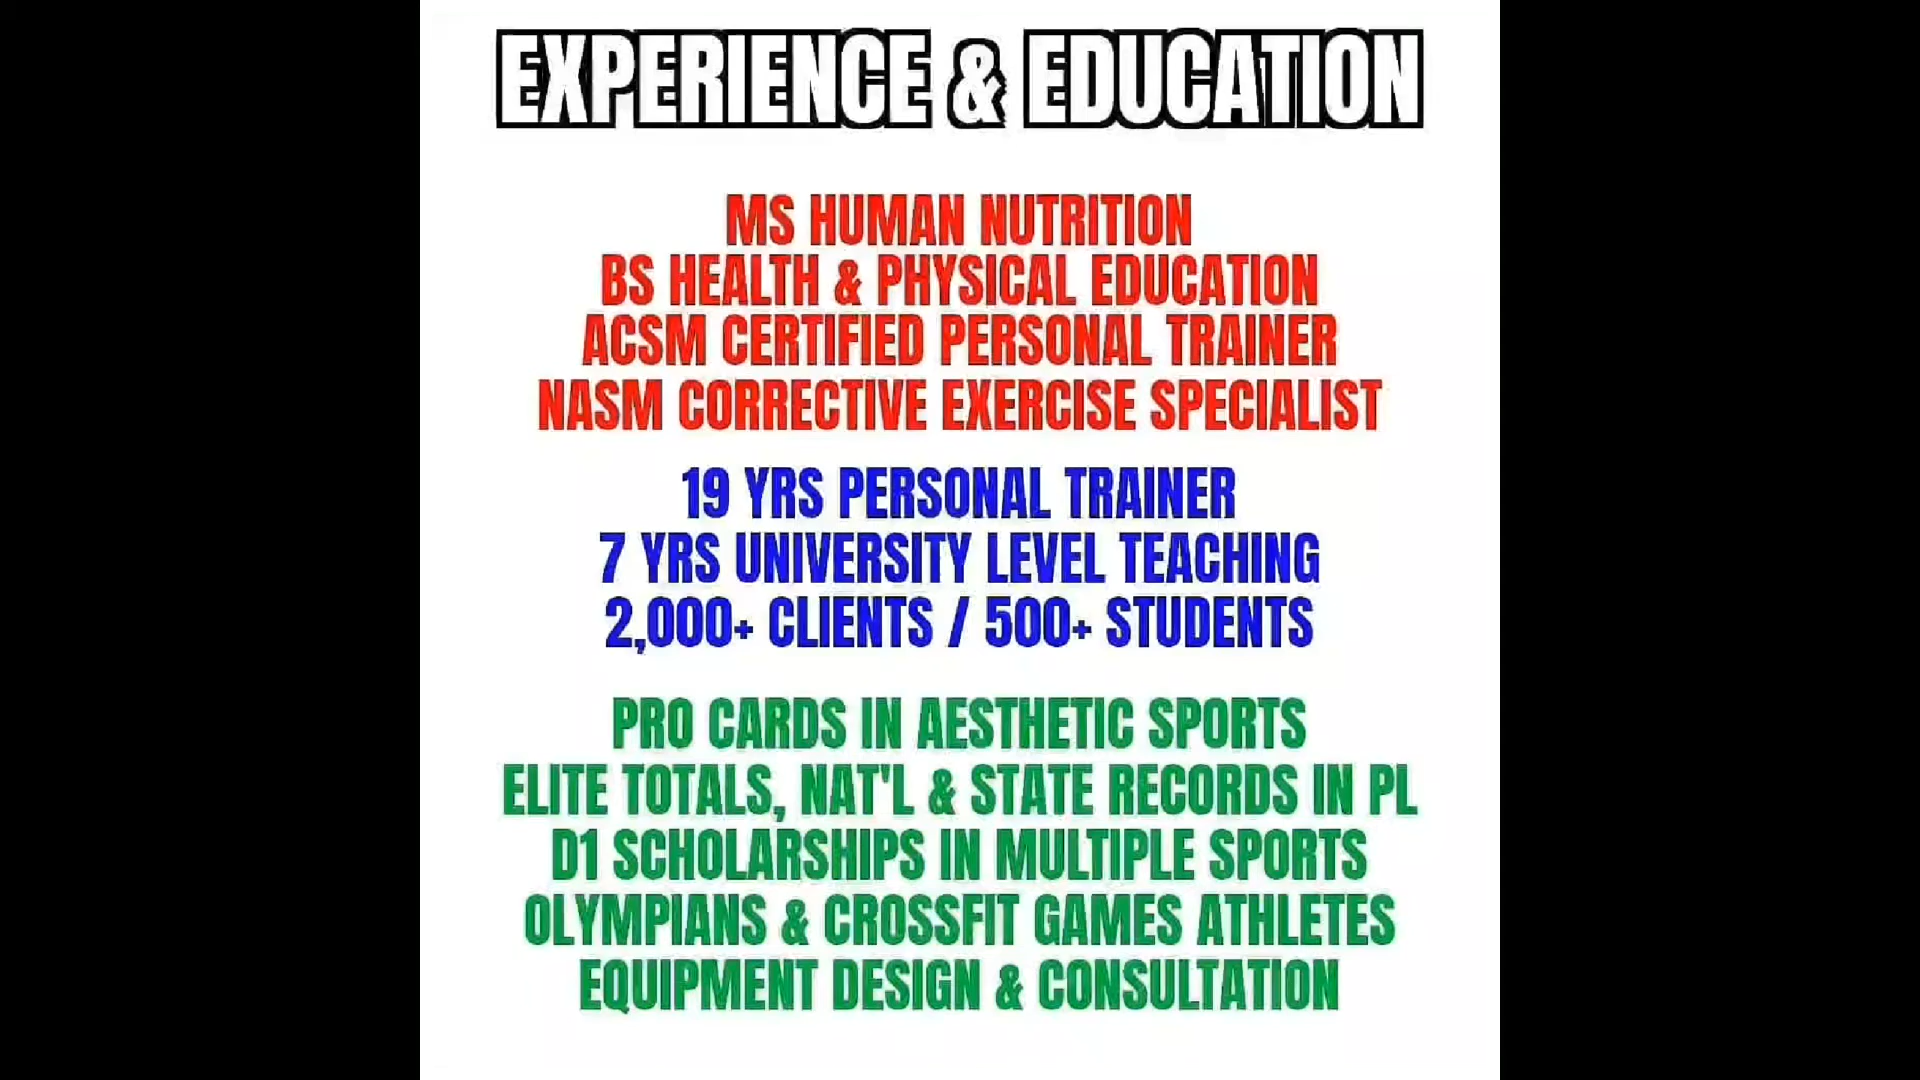 EXPERIENCE & EDUCATION
MS HUMAN NUTRITION
BS HEALTH & PHYSICAL EDUCATION
ACSM CERTIFIED PERSONAL TRAINER
NASM CORRECTIVE EXERCISE SPECIALIST
19 YRS PERSONAL TRAINER
7 YRS UNIVERSITY LEVEL TEACHING
2,000+ CLIENTS / 500+ STUDENTS
PRO CARDS IN AESTHETIC SPORTS
ELITE TOTALS, NAT'L & STATE RECORDS IN PL
D1 SCHOLARSHIPS IN MULTIPLE SPORTS
OLYMPIANS & CROSSFIT GAMES ATHLETES
EQUIPMENT DESIGN & CONSULTATION